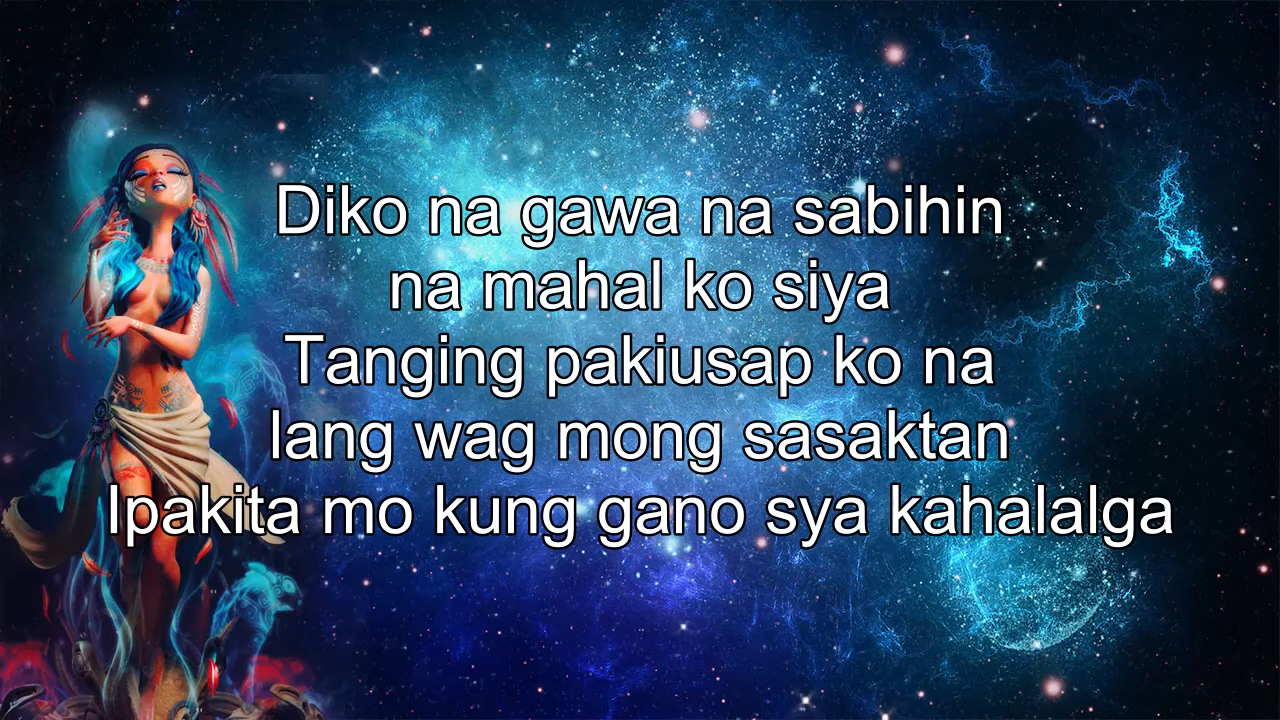 Diko na gawa na sabihin
na mahal ko siya
Tanging pakiusap ko na
lang wag mong sasaktan
Ipakita mo kung gano sya kahalalga